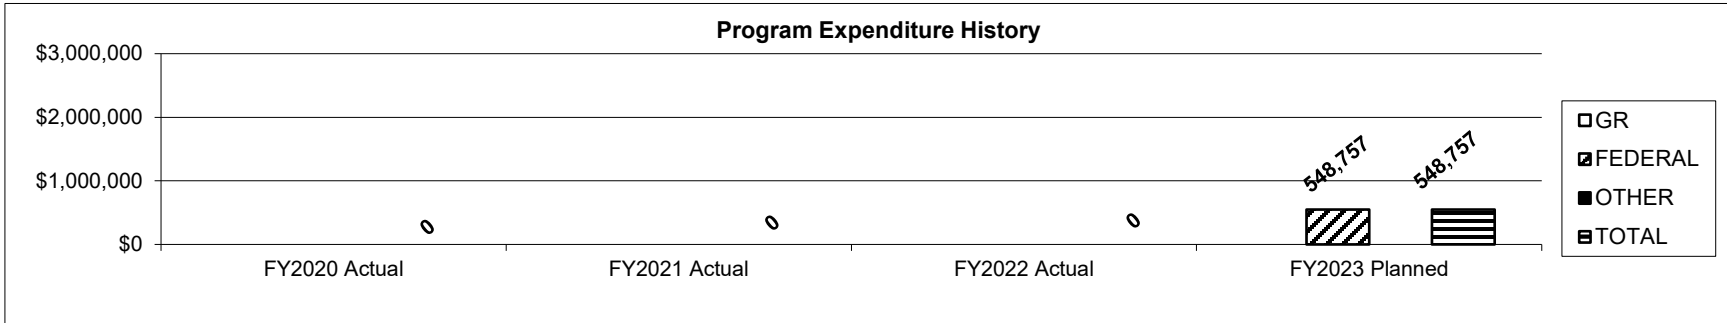 Program Expenditure History
$3,000,000
$2,000,000
$1,000,000
$0
0
0
0
548,757
548,757
FY2020 Actual
FY2021 Actual
FY2022 Actual
FY2023 Planned
GR
FEDERAL
OTHER
TOTAL